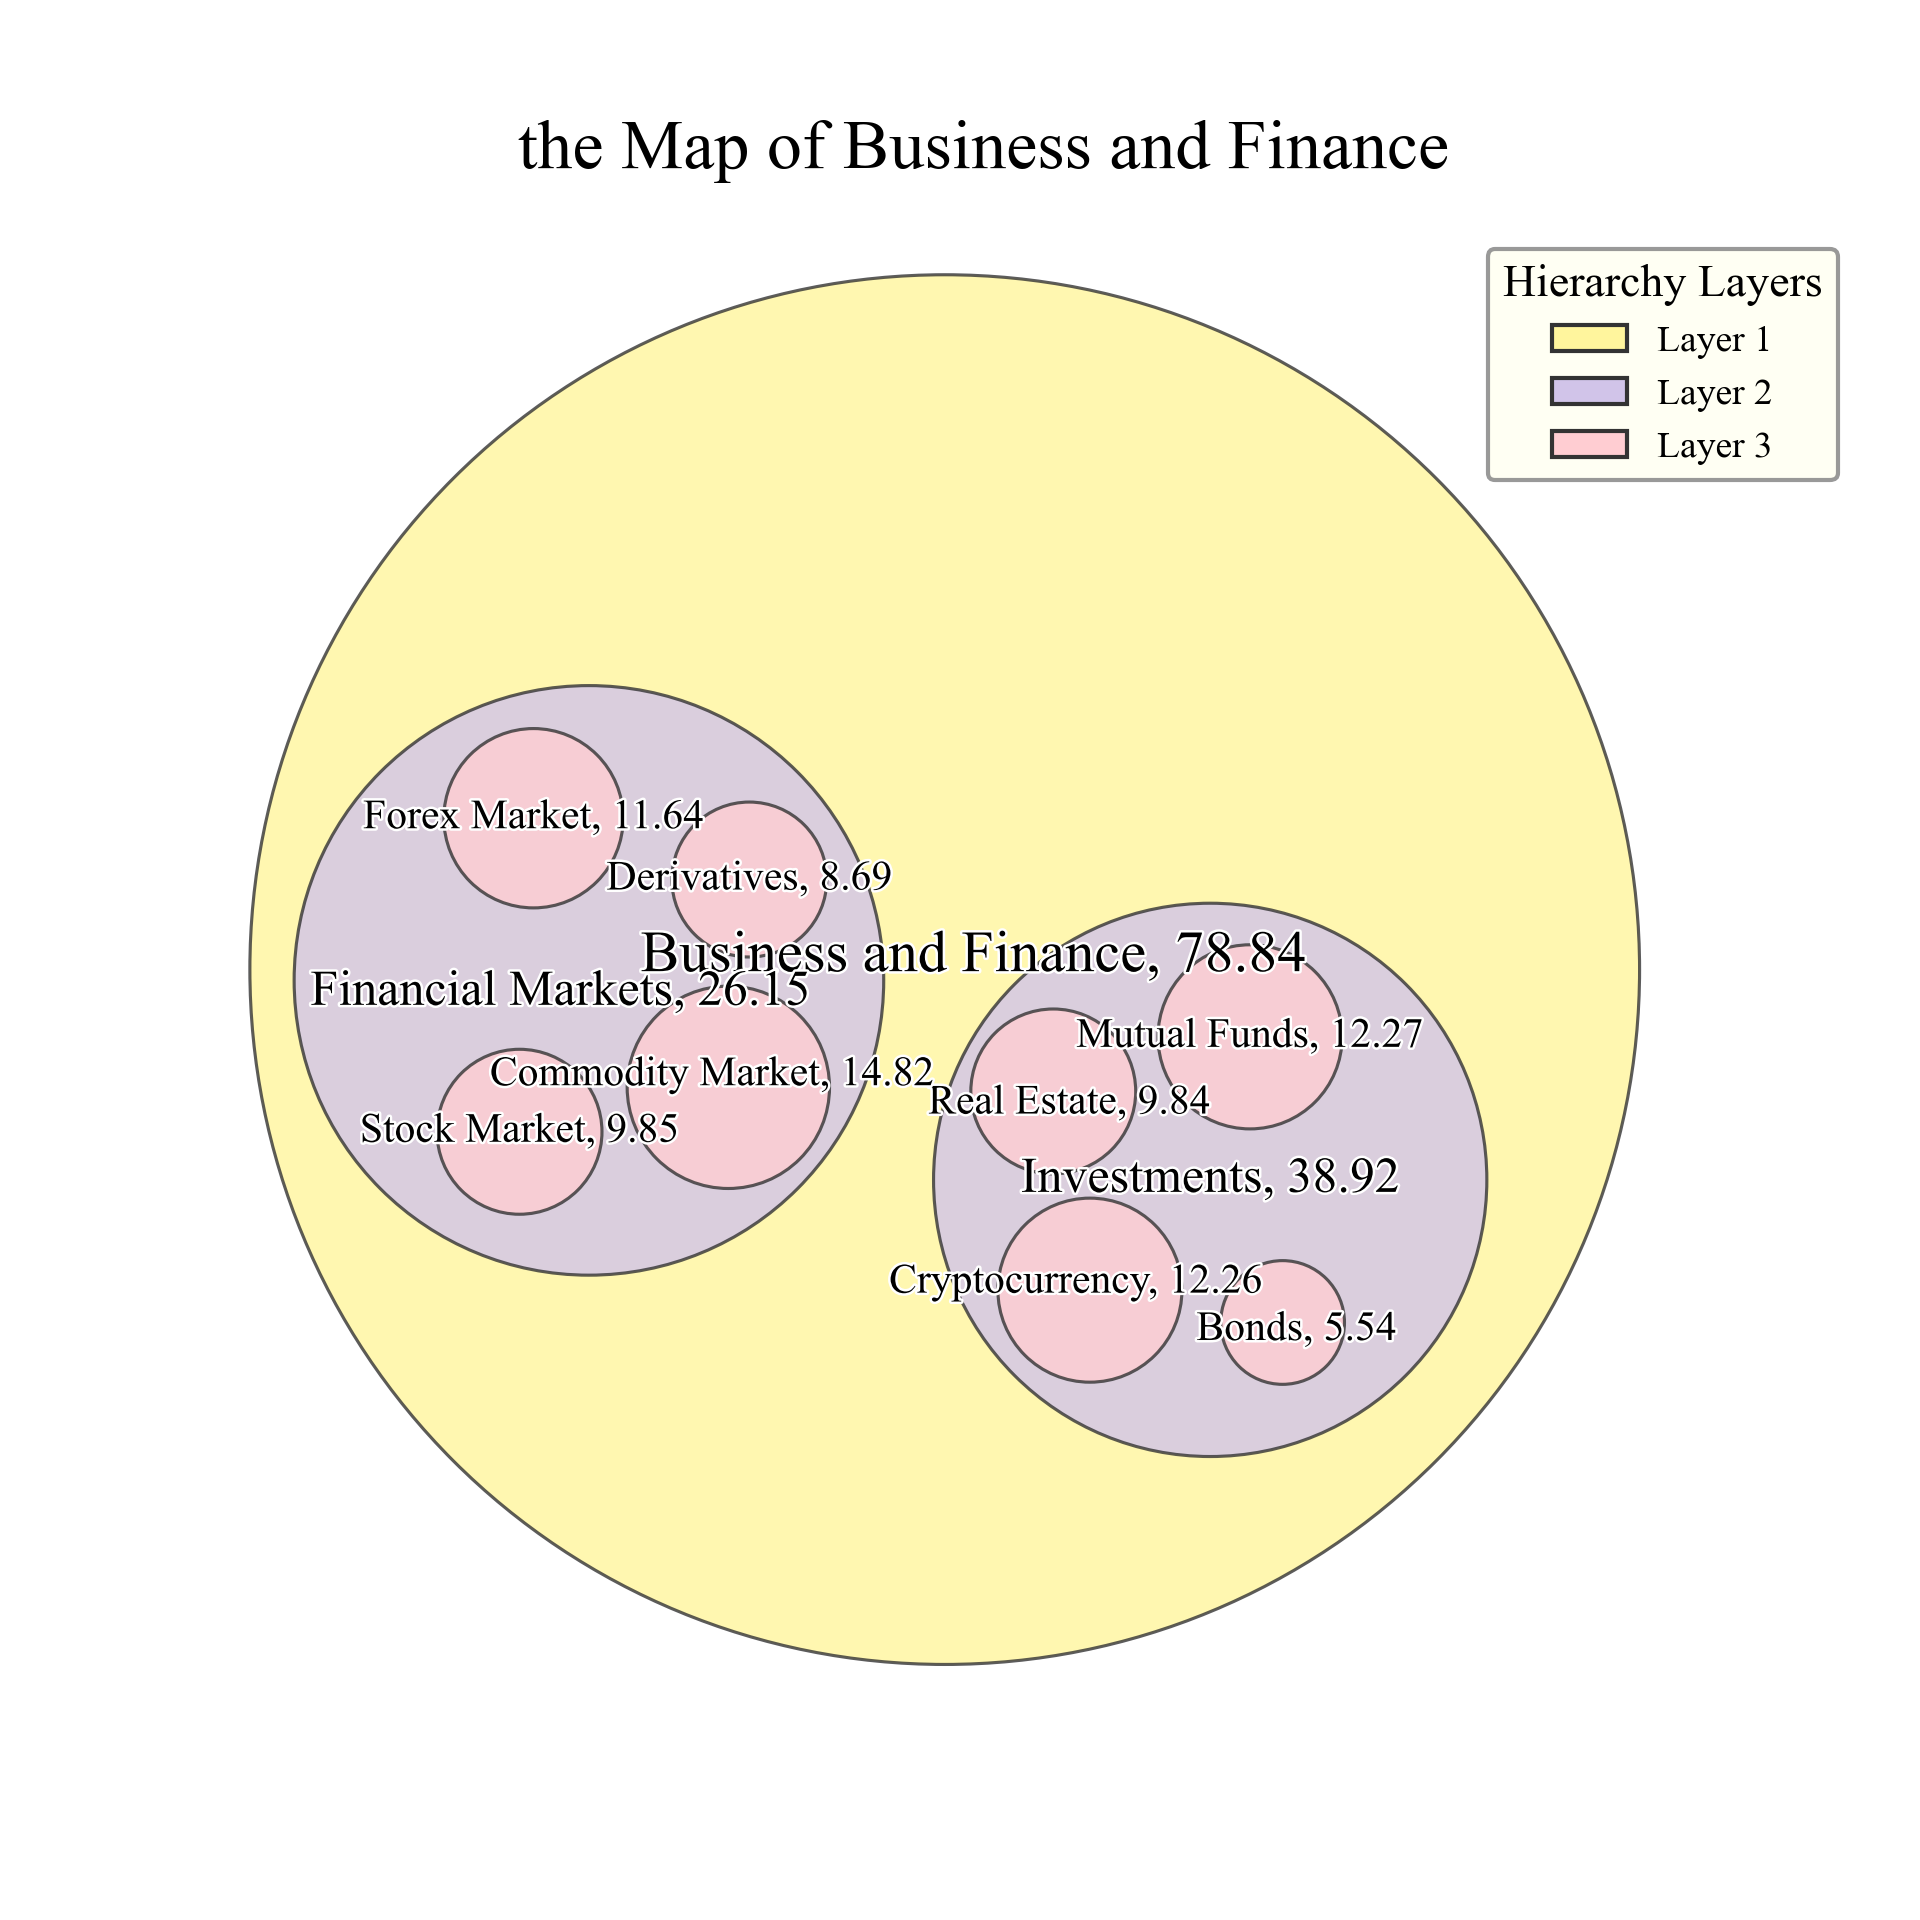 the Map of Business and Finance
Hierarchy Layers
Layer 1
Layer 2
Layer 3
Forex Market, 11.64
Derivatives, 8.69
Business and Finance, 78.84
Financial Markets, 26.15
Mutual Funds, 12.27
Commodity Market, 14.82
Real Estate, 9.84
Stock Market, 9.85
Investments, 38.92
Cryptocurrency, 12.26
Bonds, 5.54